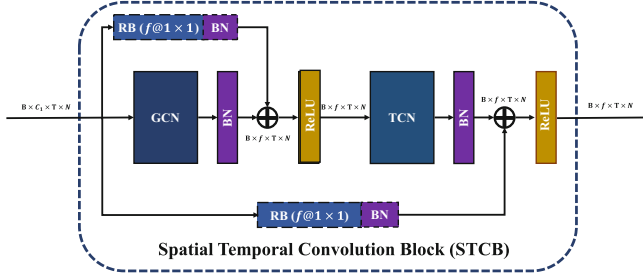 RB (f@1 × 1) BN
B × C₁ × T × N
GCN
BN
B × f × T × N
ReLU
B × f × T × N
TCN
BN
B × f × T × N
ReLU
B × f × T × N
RB (f@1 × 1) BN
Spatial Temporal Convolution Block (STCB)